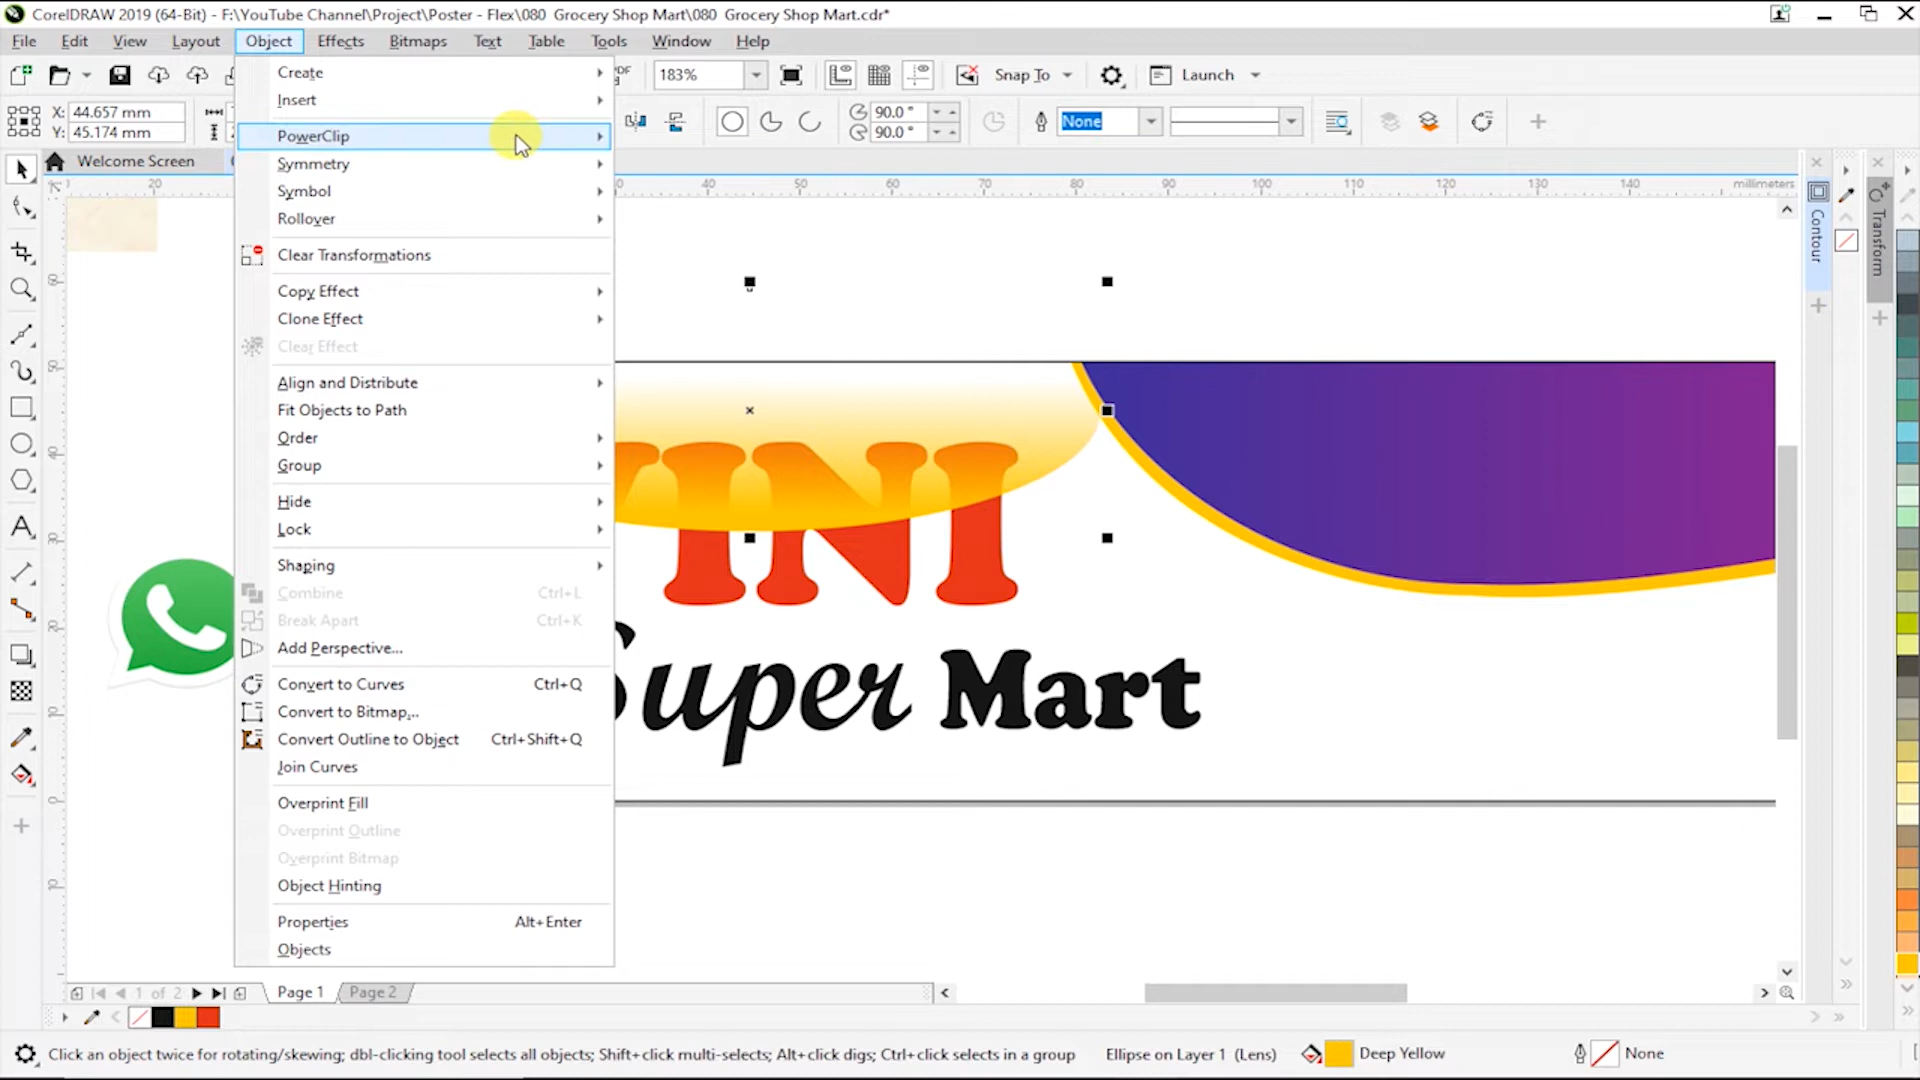 CorelDRAW 2019 (64-Bit) - F:\YouTube Channel\Project\Poster - Flex\080  Grocery Shop Mart\080  Grocery Shop Mart.cdr*
File Edit View Layout Object Effects Bitmaps Text Table Tools Window Help
PDF 183% Snap To Launch
X: 44.657 mm
Y: 45.174 mm
90.0 °
90.0 °
None
Welcome Screen
20 40 50 60 70 80 90 100 110 120 130 140 millimeters
Create
Insert
PowerClip
Symmetry
Symbol
Rollover
Clear Transformations
Copy Effect
Clone Effect
Clear Effect
Align and Distribute
Fit Objects to Path
Order
Group
Hide
Lock
Shaping
Combine Ctrl+L
Break Apart Ctrl+K
Add Perspective...
Convert to Curves Ctrl+Q
Convert to Bitmap...
Convert Outline to Object Ctrl+Shift+Q
Join Curves
Overprint Fill
Overprint Outline
Overprint Bitmap
Object Hinting
Properties Alt+Enter
Objects
VINI
Super Mart
Contour
Transform
1 of 2 Page 1 Page 2
Click an object twice for rotating/skewing; dbl-clicking tool selects all objects; Shift+click multi-selects; Alt+click digs; Ctrl+click selects in a group Ellipse on Layer 1 (Lens) Deep Yellow None